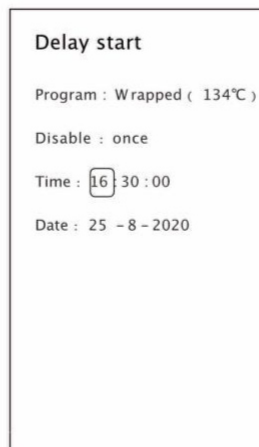 Delay start
Program : Wrapped ( 134℃ )
Disable : once
Time : 16 : 30 : 00
Date : 25 - 8 - 2020